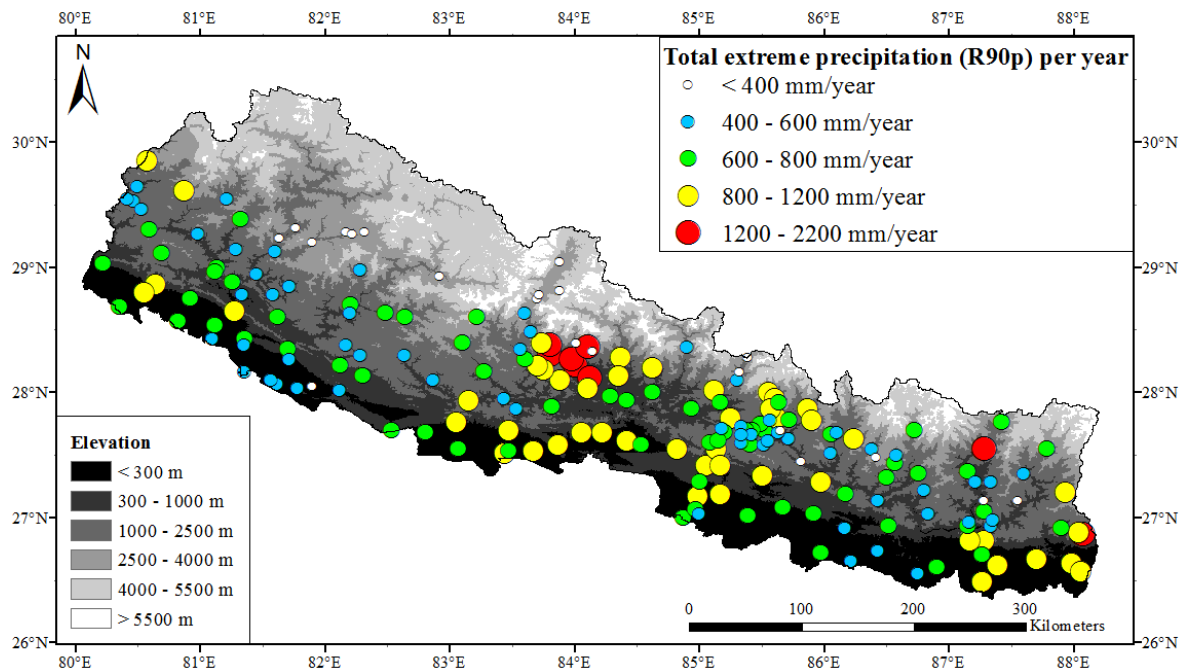 80°E 81°E 82°E 83°E 84°E 85°E 86°E 87°E 88°E
N
Total extreme precipitation (R90p) per year
< 400 mm/year
400 - 600 mm/year
600 - 800 mm/year
800 - 1200 mm/year
1200 - 2200 mm/year
30°N 30°N
29°N 29°N
28°N 28°N
27°N 27°N
26°N 26°N
Elevation
< 300 m
300 - 1000 m
1000 - 2500 m
2500 - 4000 m
4000 - 5500 m
> 5500 m
0 100 200 300
Kilometers
80°E 81°E 82°E 83°E 84°E 85°E 86°E 87°E 88°E